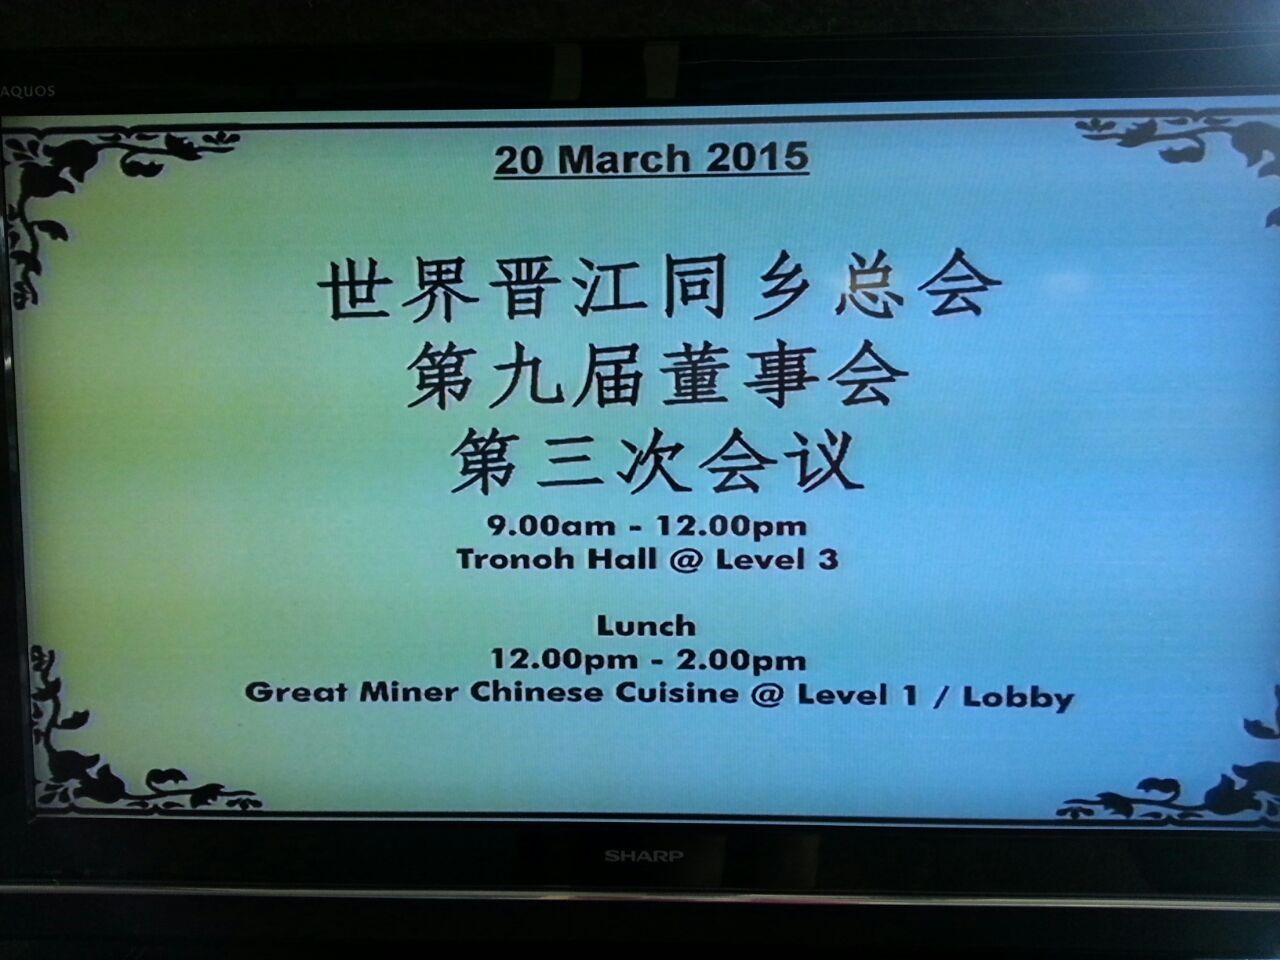 AQUOS
20 March 2015
世界晋江同乡总会
第九届董事会
第三次会议
9.00am - 12.00pm
Tronoh Hall @ Level 3
Lunch
12.00pm - 2.00pm
Great Miner Chinese Cuisine @ Level 1 / Lobby
SHARP